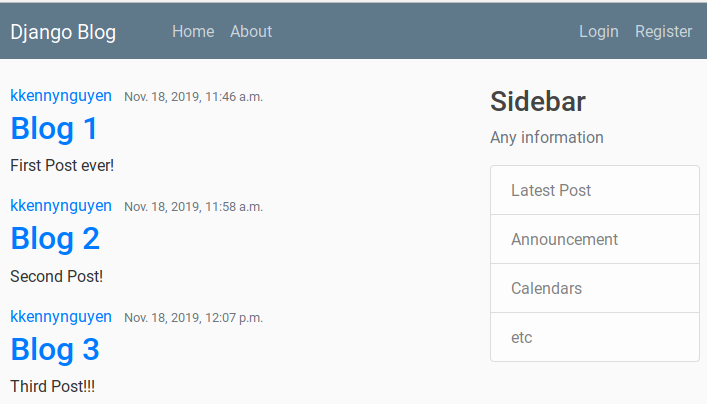 Django Blog Home About Login Register
kkennynguyen Nov. 18, 2019, 11:46 a.m.
Blog 1
First Post ever!
kkennynguyen Nov. 18, 2019, 11:58 a.m.
Blog 2
Second Post!
kkennynguyen Nov. 18, 2019, 12:07 p.m.
Blog 3
Third Post!!!
Sidebar
Any information
Latest Post
Announcement
Calendars
etc